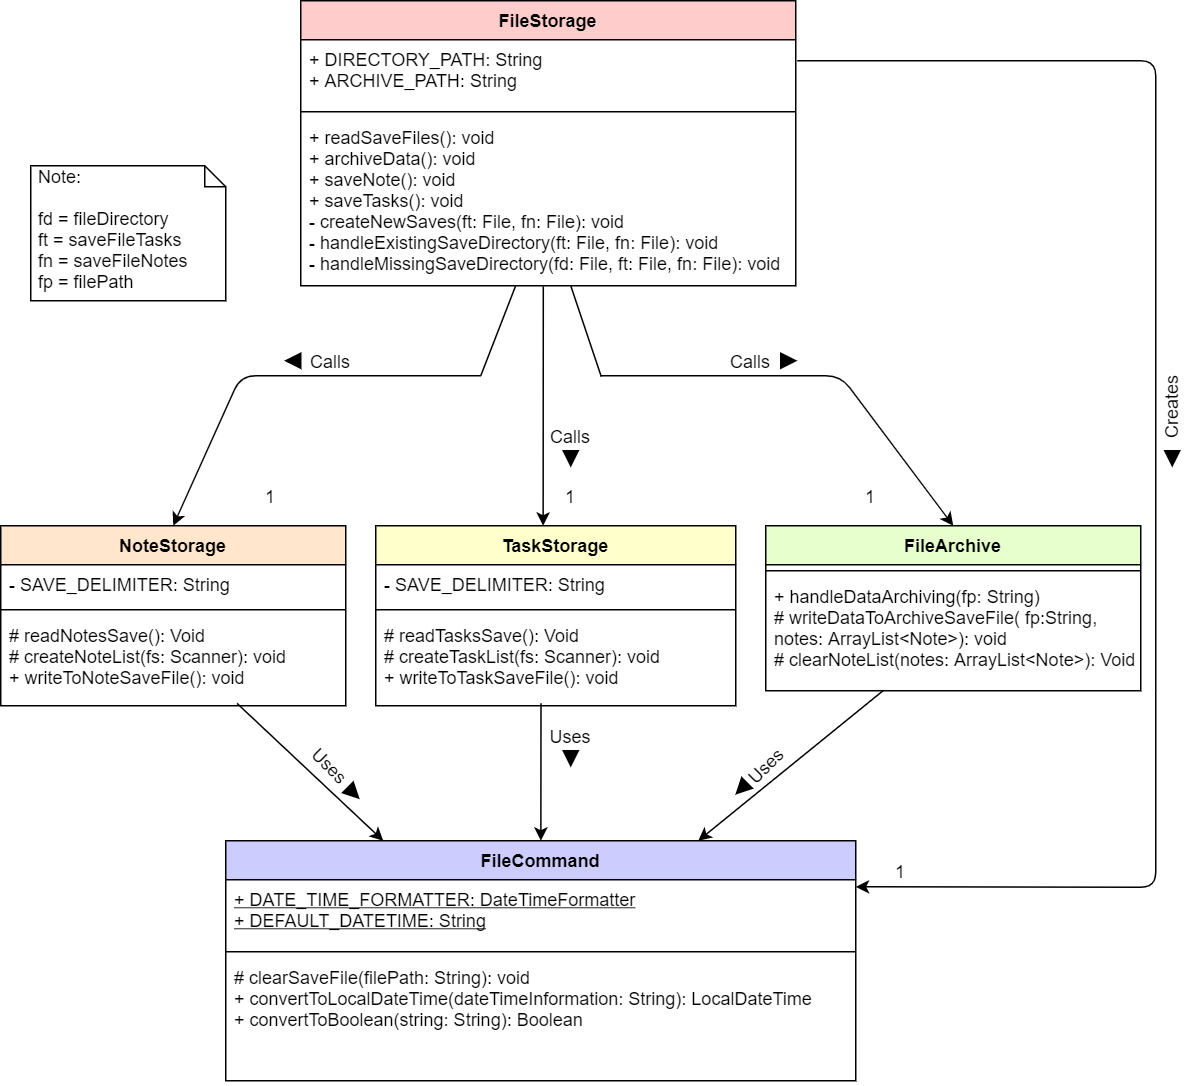 FileStorage
+ DIRECTORY_PATH: String
+ ARCHIVE_PATH: String
+ readSaveFiles(): void
+ archiveData(): void
+ saveNote(): void
+ saveTasks(): void
- createNewSaves(ft: File, fn: File): void
- handleExistingSaveDirectory(ft: File, fn: File): void
- handleMissingSaveDirectory(fd: File, ft: File, fn: File): void
Note:
fd = fileDirectory
ft = saveFileTasks
fn = saveFileNotes
fp = filePath
Calls
Calls
Calls
Creates
1
1
1
NoteStorage
- SAVE_DELIMITER: String
# readNotesSave(): Void
# createNoteList(fs: Scanner): void
+ writeToNoteSaveFile(): void
TaskStorage
- SAVE_DELIMITER: String
# readTasksSave(): Void
# createTaskList(fs: Scanner): void
+ writeToTaskSaveFile(): void
FileArchive
+ handleDataArchiving(fp: String)
# writeDataToArchiveSaveFile( fp:String,
notes: ArrayList<Note>): void
# clearNoteList(notes: ArrayList<Note>): Void
Uses
Uses
Uses
1
FileCommand
+ DATE_TIME_FORMATTER: DateTimeFormatter
+ DEFAULT_DATETIME: String
# clearSaveFile(filePath: String): void
+ convertToLocalDateTime(dateTimeInformation: String): LocalDateTime
+ convertToBoolean(string: String): Boolean